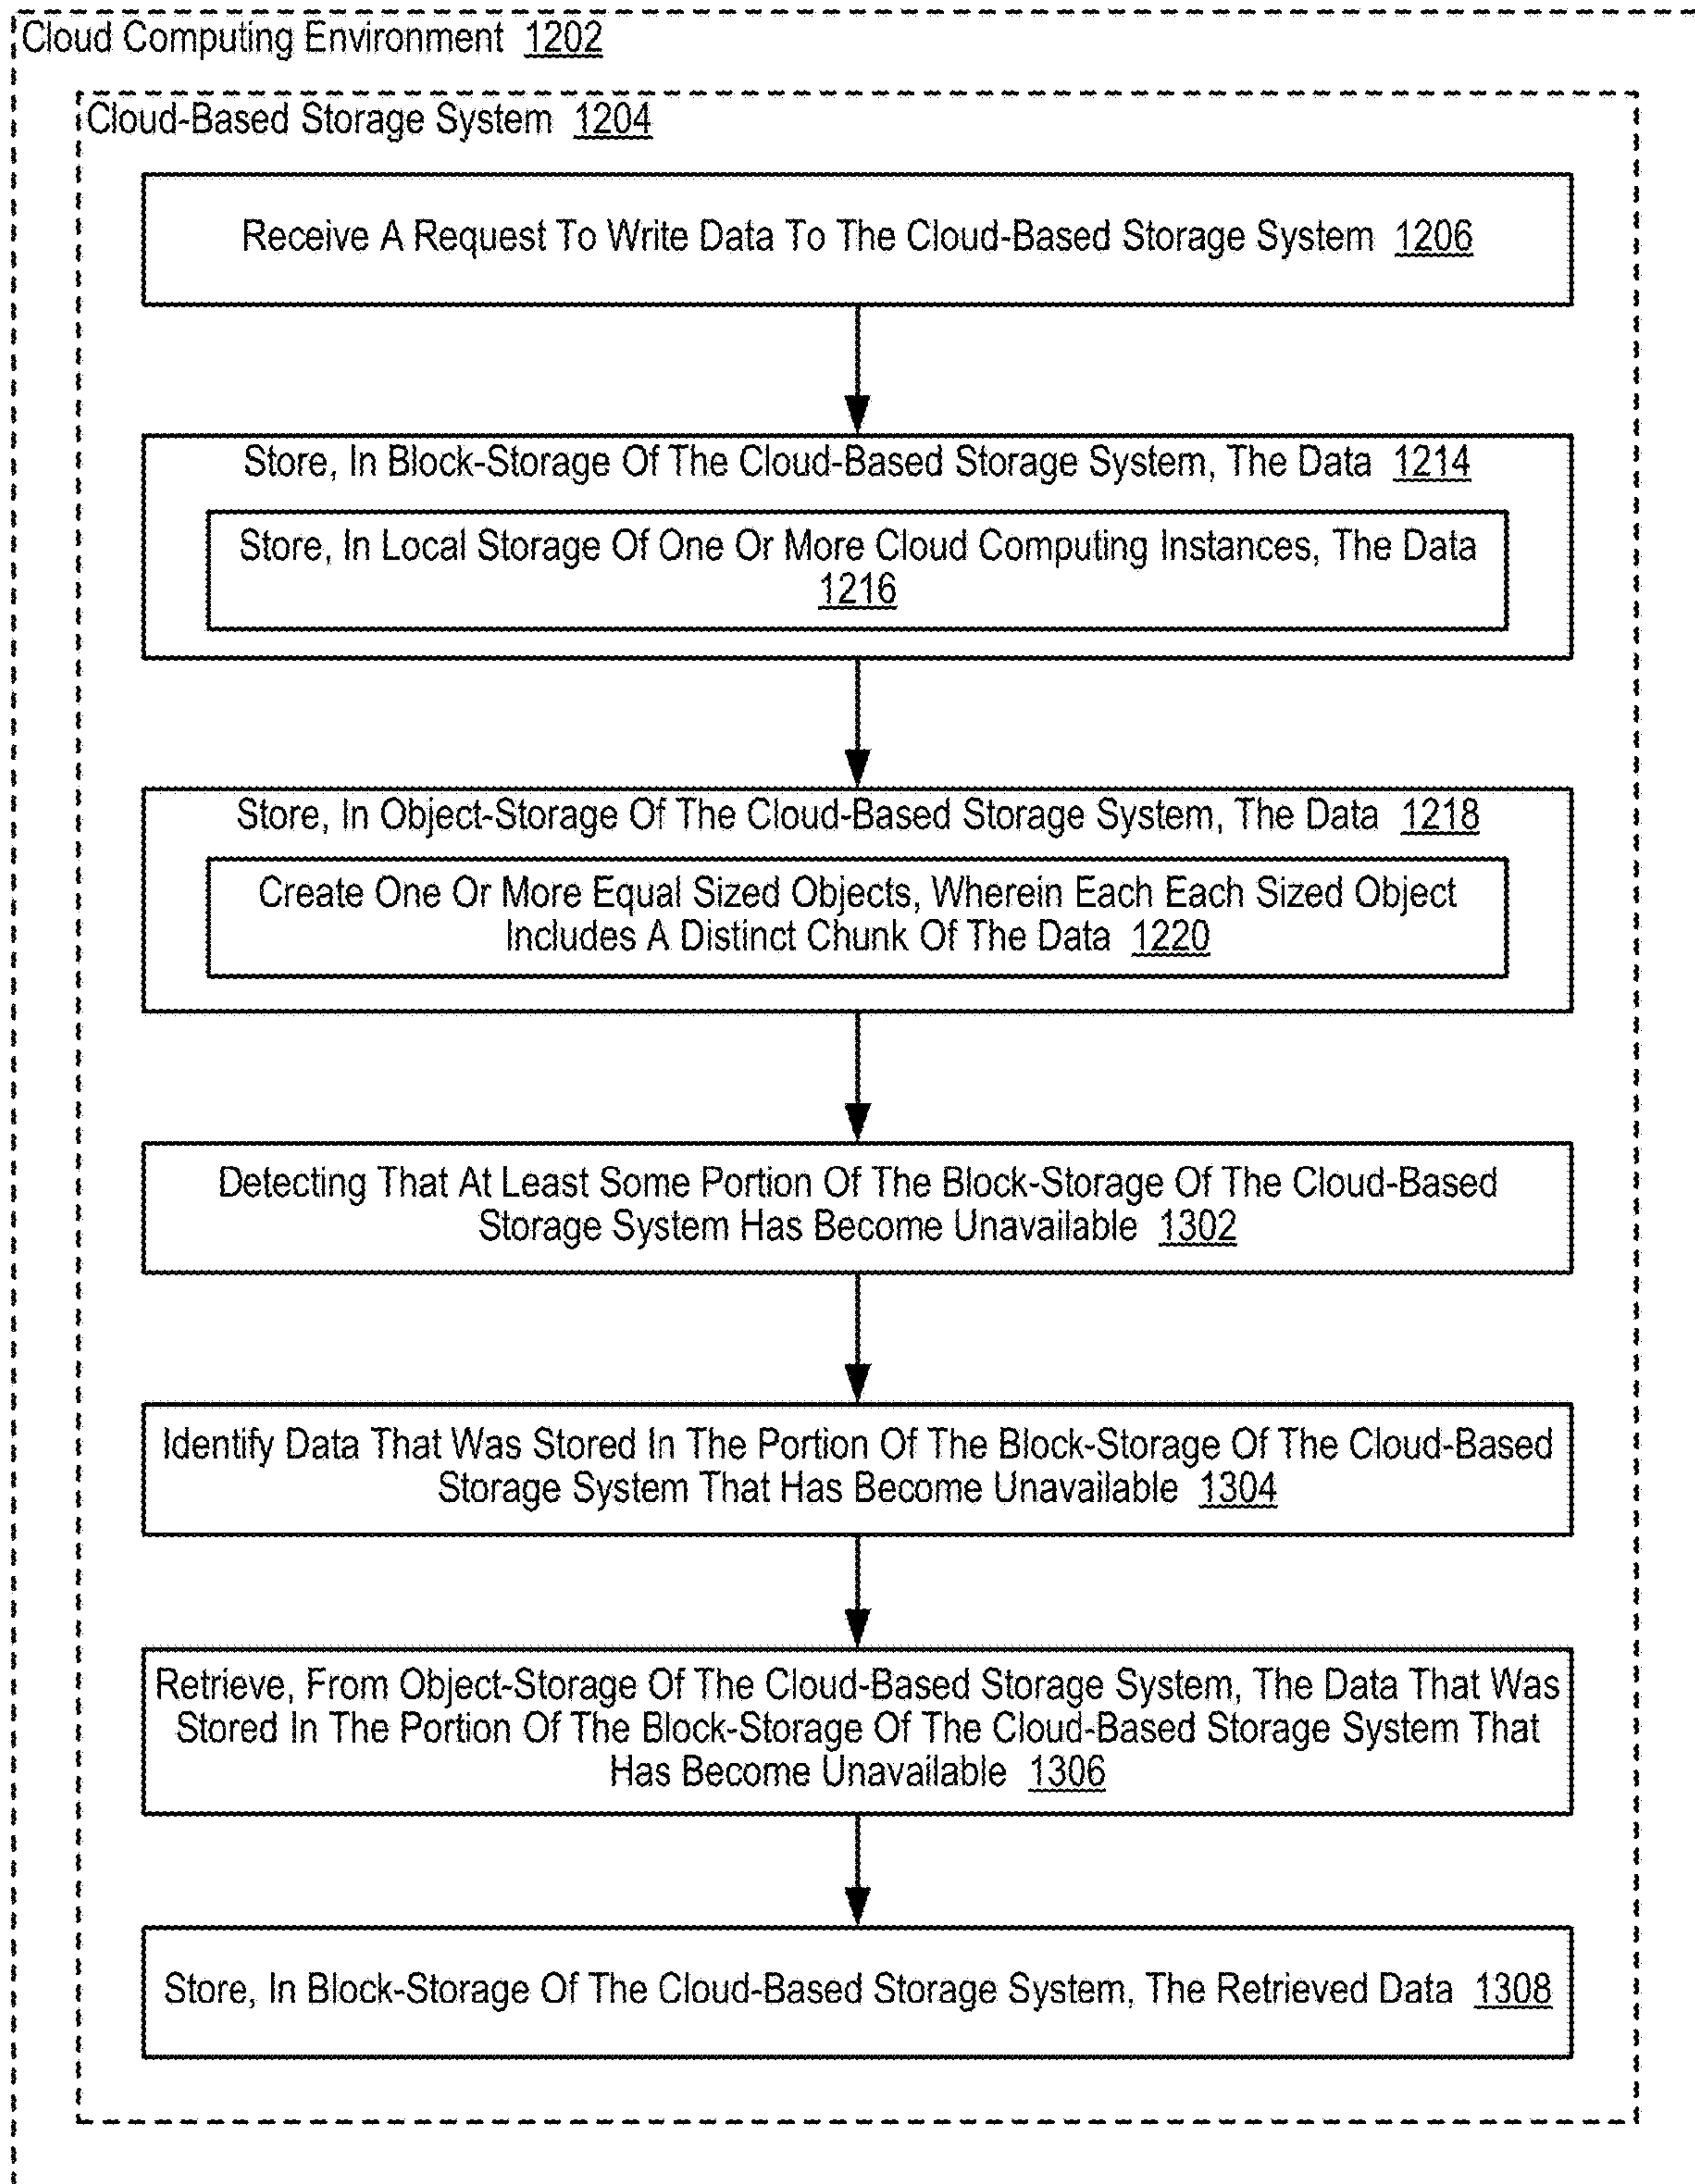 Cloud Computing Environment 1202
Cloud-Based Storage System 1204
Receive A Request To Write Data To The Cloud-Based Storage System 1206
Store, In Block-Storage Of The Cloud-Based Storage System, The Data 1214
Store, In Local Storage Of One Or More Cloud Computing Instances, The Data
1216
Store, In Object-Storage Of The Cloud-Based Storage System, The Data 1218
Create One Or More Equal Sized Objects, Wherein Each Each Sized Object
Includes A Distinct Chunk Of The Data 1220
Detecting That At Least Some Portion Of The Block-Storage Of The Cloud-Based
Storage System Has Become Unavailable 1302
Identify Data That Was Stored In The Portion Of The Block-Storage Of The Cloud-Based
Storage System That Has Become Unavailable 1304
Retrieve, From Object-Storage Of The Cloud-Based Storage System, The Data That Was
Stored In The Portion Of The Block-Storage Of The Cloud-Based Storage System That
Has Become Unavailable 1306
Store, In Block-Storage Of The Cloud-Based Storage System, The Retrieved Data 1308